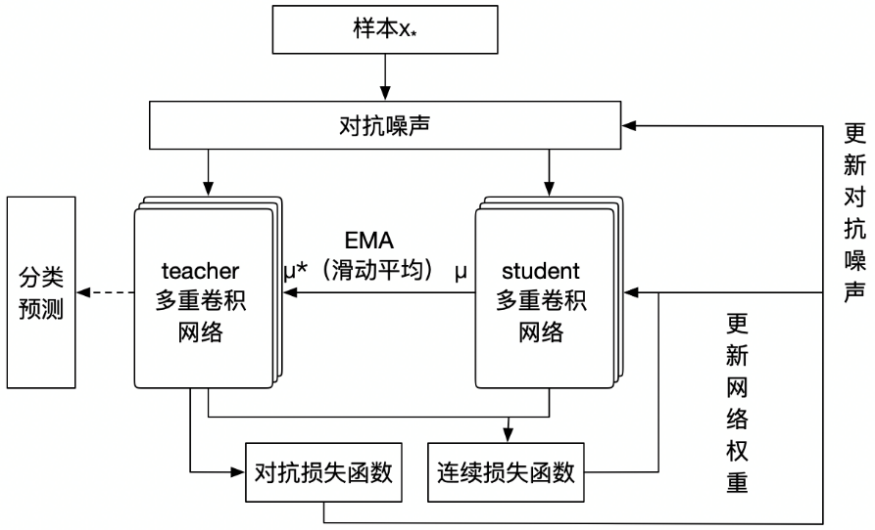 样本x*
对抗噪声
更新对抗噪声
分类
预测
teacher
多重卷积
网络
EMA
μ*（滑动平均） μ
student
多重卷积
网络
更新网络权重
对抗损失函数
连续损失函数